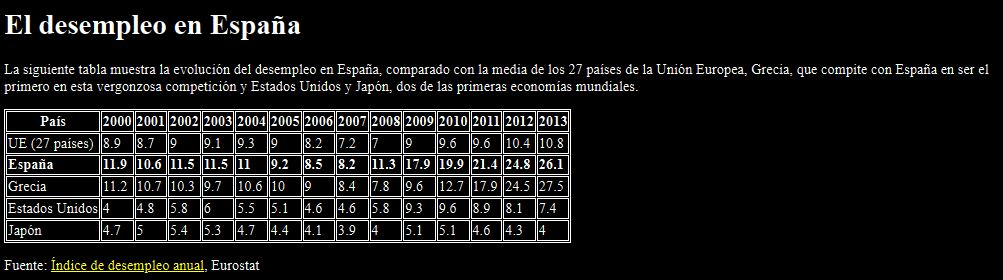 El desempleo en España
La siguiente tabla muestra la evolución del desempleo en España, comparado con la media de los 27 países de la Unión Europea, Grecia, que compite con España en ser el
primero en esta vergonzosa competición y Estados Unidos y Japón, dos de las primeras economías mundiales.
País 2000 2001 2002 2003 2004 2005 2006 2007 2008 2009 2010 2011 2012 2013
UE (27 países) 8.9 8.7 9 9.1 9.3 9 8.2 7.2 7 9 9.6 9.6 10.4 10.8
España 11.9 10.6 11.5 11.5 11 9.2 8.5 8.2 11.3 17.9 19.9 21.4 24.8 26.1
Grecia 11.2 10.7 10.3 9.7 10.6 10 9 8.4 7.8 9.6 12.7 17.9 24.5 27.5
Estados Unidos 4 4.8 5.8 6 5.5 5.1 4.6 4.6 5.8 9.3 9.6 8.9 8.1 7.4
Japón 4.7 5 5.4 5.3 4.7 4.4 4.1 3.9 4 5.1 5.1 4.6 4.3 4
Fuente: Índice de desempleo anual, Eurostat